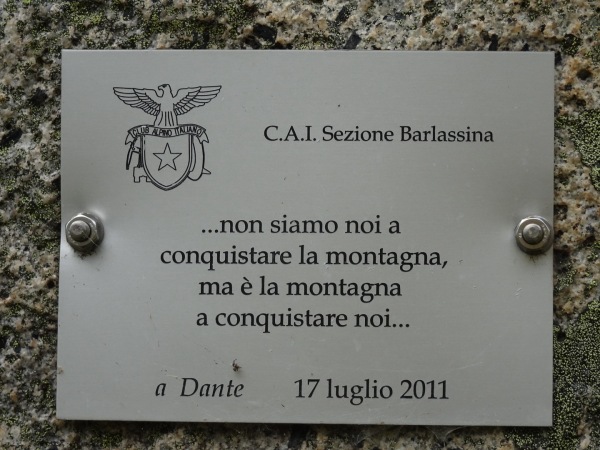 CLUB ALPINO ITALIANO
C.A.I. Sezione Barlassina
...non siamo noi a
conquistare la montagna,
ma è la montagna
a conquistare noi...
a Dante 17 luglio 2011